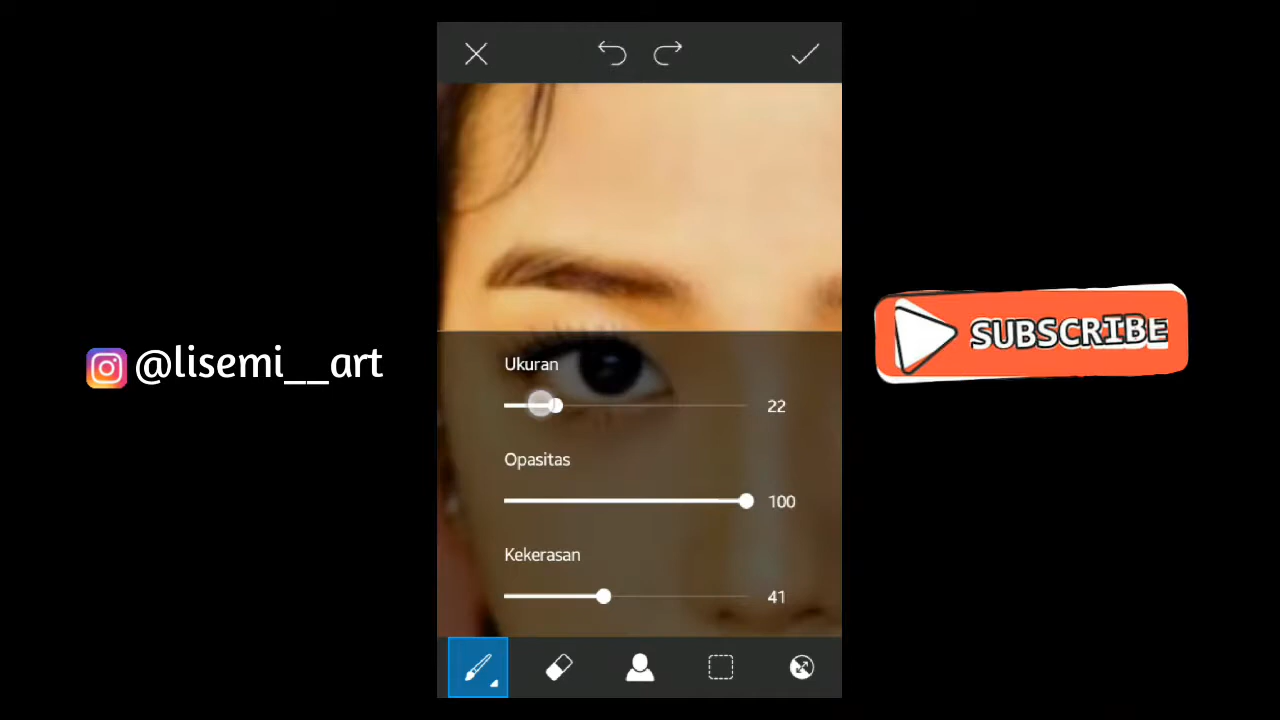 Ukuran
22
Opasitas
100
Kekerasan
41
@lisemi__art
SUBSCRIBE